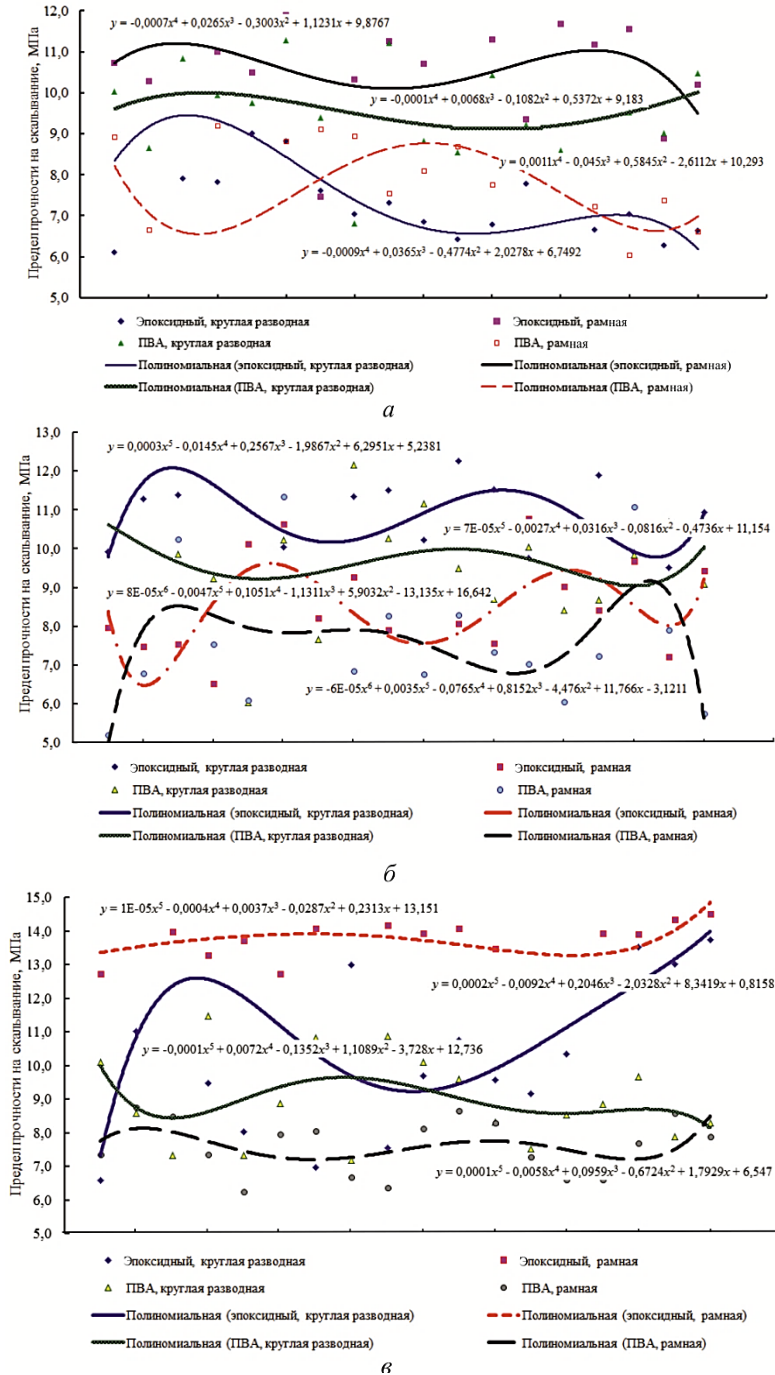 Предел прочности на скалывание, МПа
12,0
11,0
10,0
9,0
8,0
7,0
6,0
5,0
y = -0,0007x⁴ + 0,0265x³ - 0,3003x² + 1,1231x + 9,8767
y = -0,0001x⁴ + 0,0068x³ - 0,1082x² + 0,5372x + 9,183
0,0011x⁴ - 0,045x³ + 0,5845x² - 2,6112x + 10,293
y = -0,0009x⁴ + 0,0365x³ - 0,4774x² + 2,0278x + 6,7492
Эпоксидный, круглая разводная
Эпоксидный, рамная
ПВА, круглая разводная
ПВА, рамная
Полиномиальная (эпоксидный, круглая разводная)
Полиномиальная (эпоксидный, рамная)
Полиномиальная (ПВА, круглая разводная)
Полиномиальная (ПВА, рамная)
а
Предел прочности на скалывание, МПа
13,0
12,0
11,0
10,0
9,0
8,0
7,0
6,0
5,0
y = 0,0003x⁵ - 0,0145x⁴ + 0,2567x³ - 1,9867x² + 6,2951x + 5,2381
y = 7E-05x⁵ - 0,0027x⁴ + 0,0316x³ - 0,0816x² - 0,4736x + 11,154
y = 8E-05x⁶ - 0,0047x⁵ + 0,1051x⁴ - 1,1311x³ + 5,9032x² - 13,135x + 16,642
y = -6E-05x⁶ + 0,0035x⁵ - 0,0765x⁴ + 0,8152x³ - 4,476x² + 11,766x - 3,1211
Эпоксидный, круглая разводная
Эпоксидный, рамная
ПВА, круглая разводная
ПВА, рамная
Полиномиальная (эпоксидный, круглая разводная)
Полиномиальная (эпоксидный, рамная)
Полиномиальная (ПВА, круглая разводная)
Полиномиальная (ПВА, рамная)
б
Предел прочности на скалывание, МПа
15,0
14,0
13,0
12,0
11,0
10,0
9,0
8,0
7,0
6,0
5,0
y = 1E-05x⁵ - 0,0004x⁴ + 0,0037x³ - 0,0287x² + 0,2313x + 13,151
y = 0,0002x⁵ - 0,0092x⁴ + 0,2046x³ - 2,0328x² + 8,3419x + 0,8158
y = -0,0001x⁵ + 0,0072x⁴ - 0,1352x³ + 1,1089x² - 3,728x + 12,736
y = 0,0001x⁵ - 0,0058x⁴ + 0,0959x³ - 0,6724x² + 1,7929x + 6,547
Эпоксидный, круглая разводная
Эпоксидный, рамная
ПВА, круглая разводная
ПВА, рамная
Полиномиальная (эпоксидный, круглая разводная)
Полиномиальная (эпоксидный, рамная)
Полиномиальная (ПВА, круглая разводная)
Полиномиальная (ПВА, рамная)
в